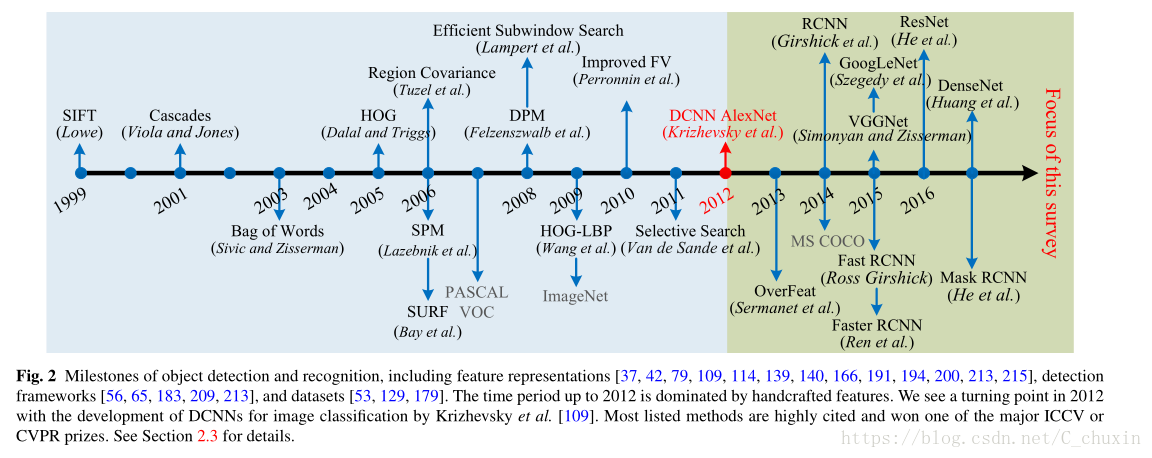 SIFT
(Lowe)
Cascades
(Viola and Jones)
HOG
(Dalal and Triggs)
Region Covariance
(Tuzel et al.)
Efficient Subwindow Search
(Lampert et al.)
DPM
(Felzenszwalb et al.)
Improved FV
(Perronnin et al.)
DCNN AlexNet
(Krizhevsky et al.)
RCNN
(Girshick et al.)
GoogLeNet
(Szegedy et al.)
VGGNet
(Simonyan and Zisserman)
ResNet
(He et al.)
DenseNet
(Huang et al.)
Focus of this survey
1999
2001
2003
2004
2005
2006
2008
2009
2010
2011
2012
2013
2014
2015
2016
Bag of Words
(Sivic and Zisserman)
SPM
(Lazebnik et al.)
SURF
(Bay et al.)
PASCAL
VOC
HOG-LBP
(Wang et al.)
ImageNet
Selective Search
(Van de Sande et al.)
OverFeat
(Sermanet et al.)
MS COCO
Fast RCNN
(Ross Girshick)
Faster RCNN
(Ren et al.)
Mask RCNN
(He et al.)
Fig. 2 Milestones of object detection and recognition, including feature representations [37, 42, 79, 109, 114, 139, 140, 166, 191, 194, 200, 213, 215], detection
frameworks [56, 65, 183, 209, 213], and datasets [53, 129, 179]. The time period up to 2012 is dominated by handcrafted features. We see a turning point in 2012
with the development of DCNNs for image classification by Krizhevsky et al. [109]. Most listed methods are highly cited and won one of the major ICCV or
CVPR prizes. See Section 2.3 for details.
https://blog.csdn.net/C_chuxin